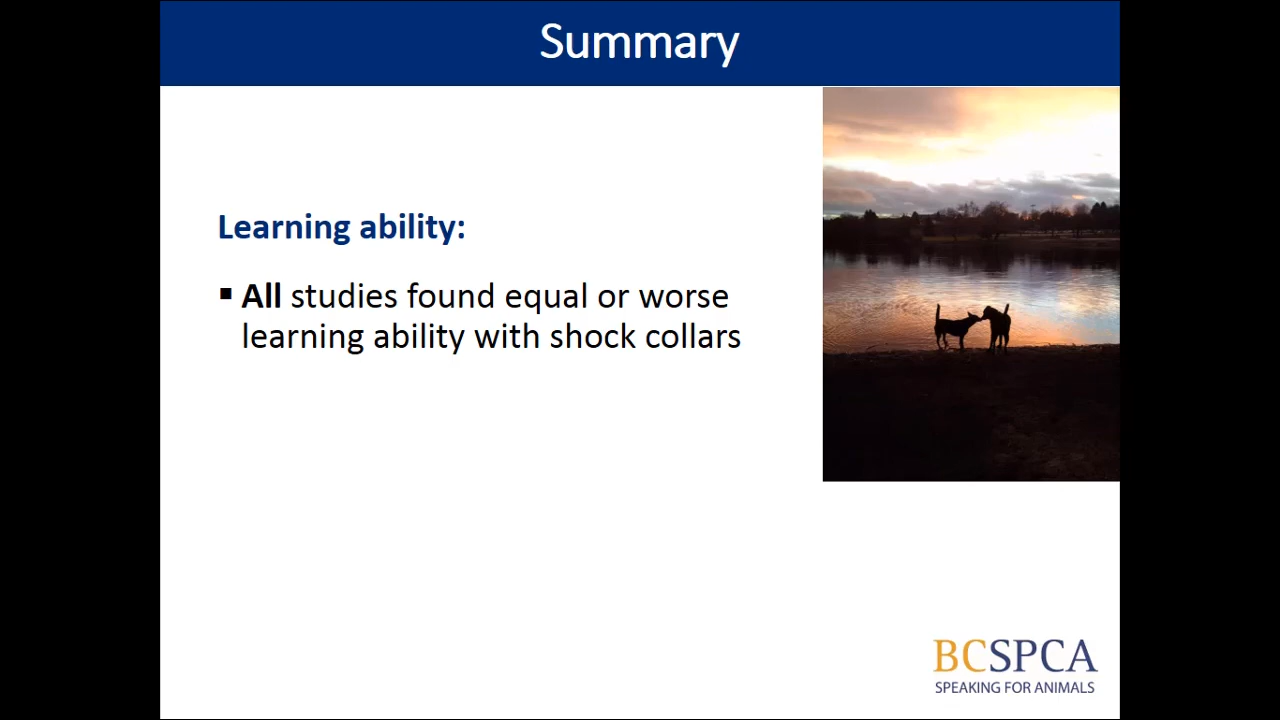 Summary
Learning ability:
▪ All studies found equal or worse
learning ability with shock collars
BCSPCA
SPEAKING FOR ANIMALS